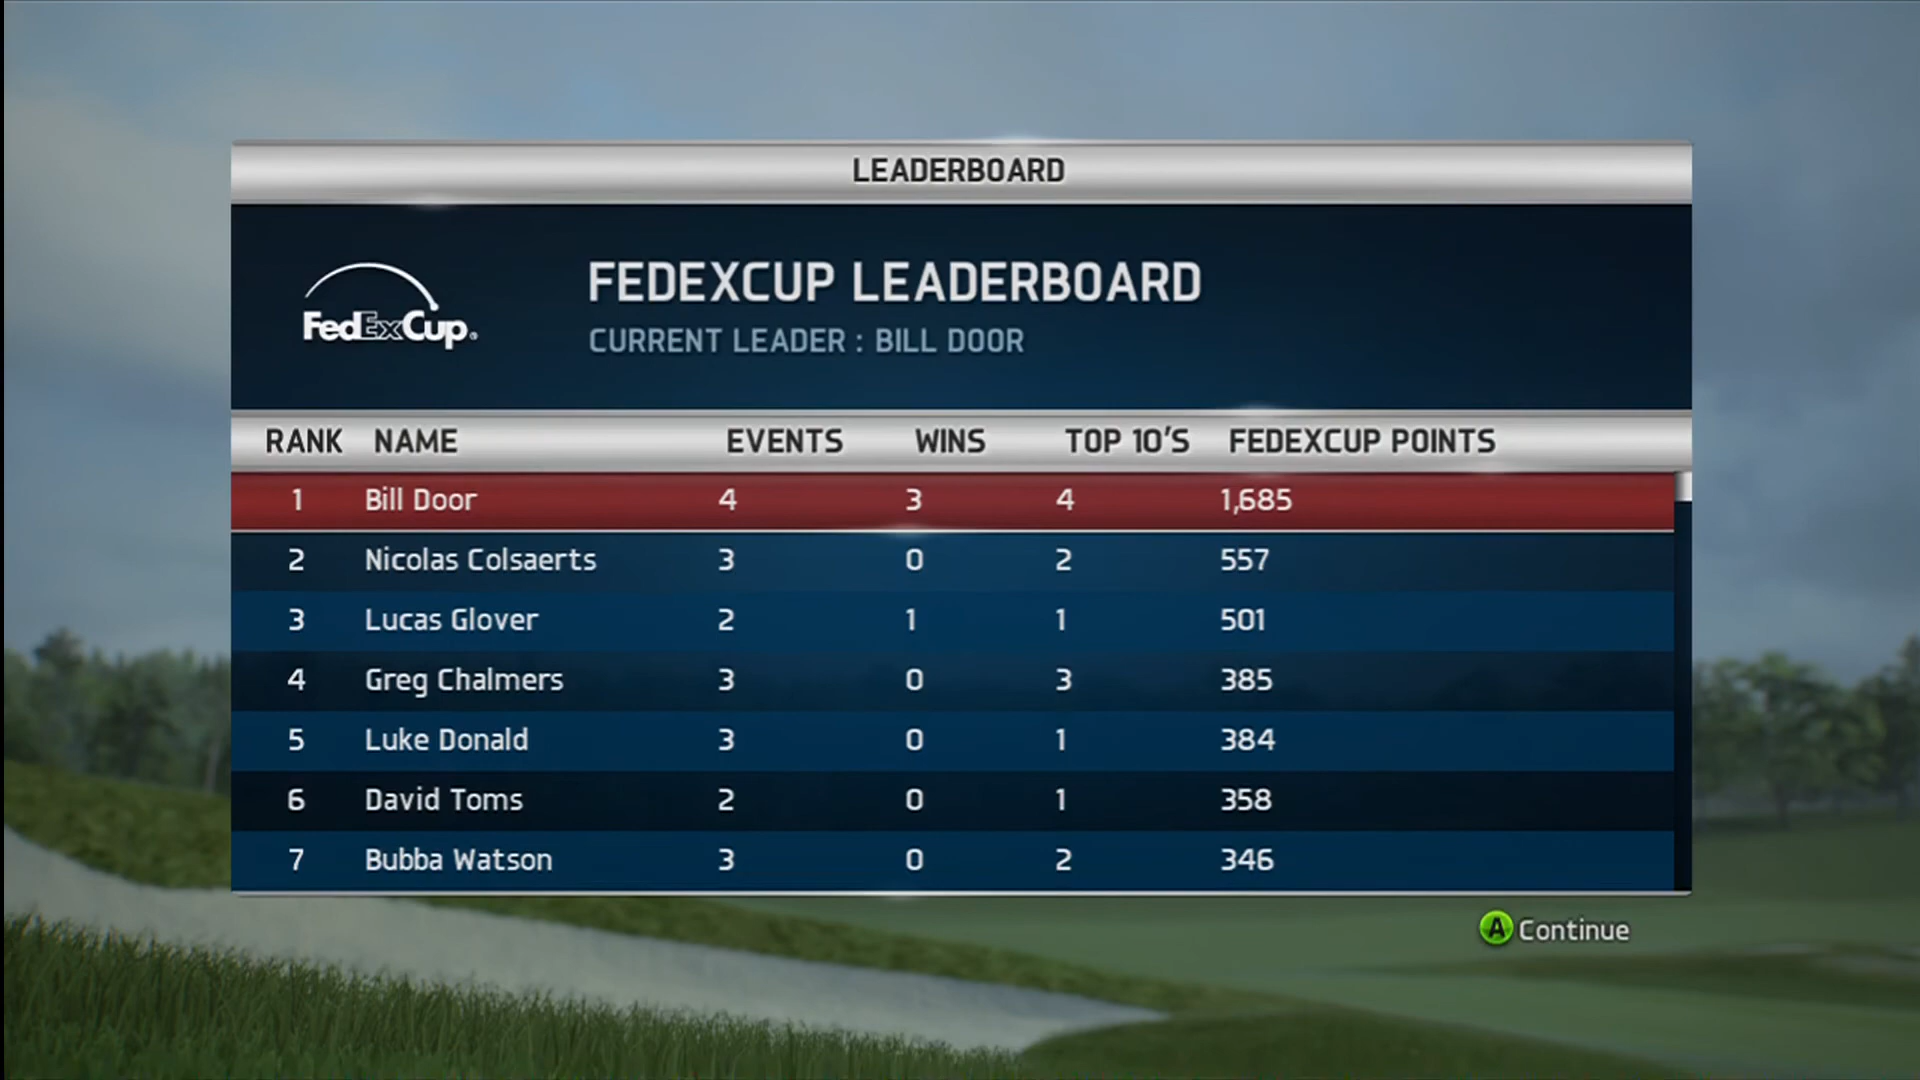 LEADERBOARD
FedExCup®
FEDEXCUP LEADERBOARD
CURRENT LEADER : BILL DOOR
RANK NAME EVENTS WINS TOP 10'S FEDEXCUP POINTS
1 Bill Door 4 3 4 1,685
2 Nicolas Colsaerts 3 0 2 557
3 Lucas Glover 2 1 1 501
4 Greg Chalmers 3 0 3 385
5 Luke Donald 3 0 1 384
6 David Toms 2 0 1 358
7 Bubba Watson 3 0 2 346
A Continue